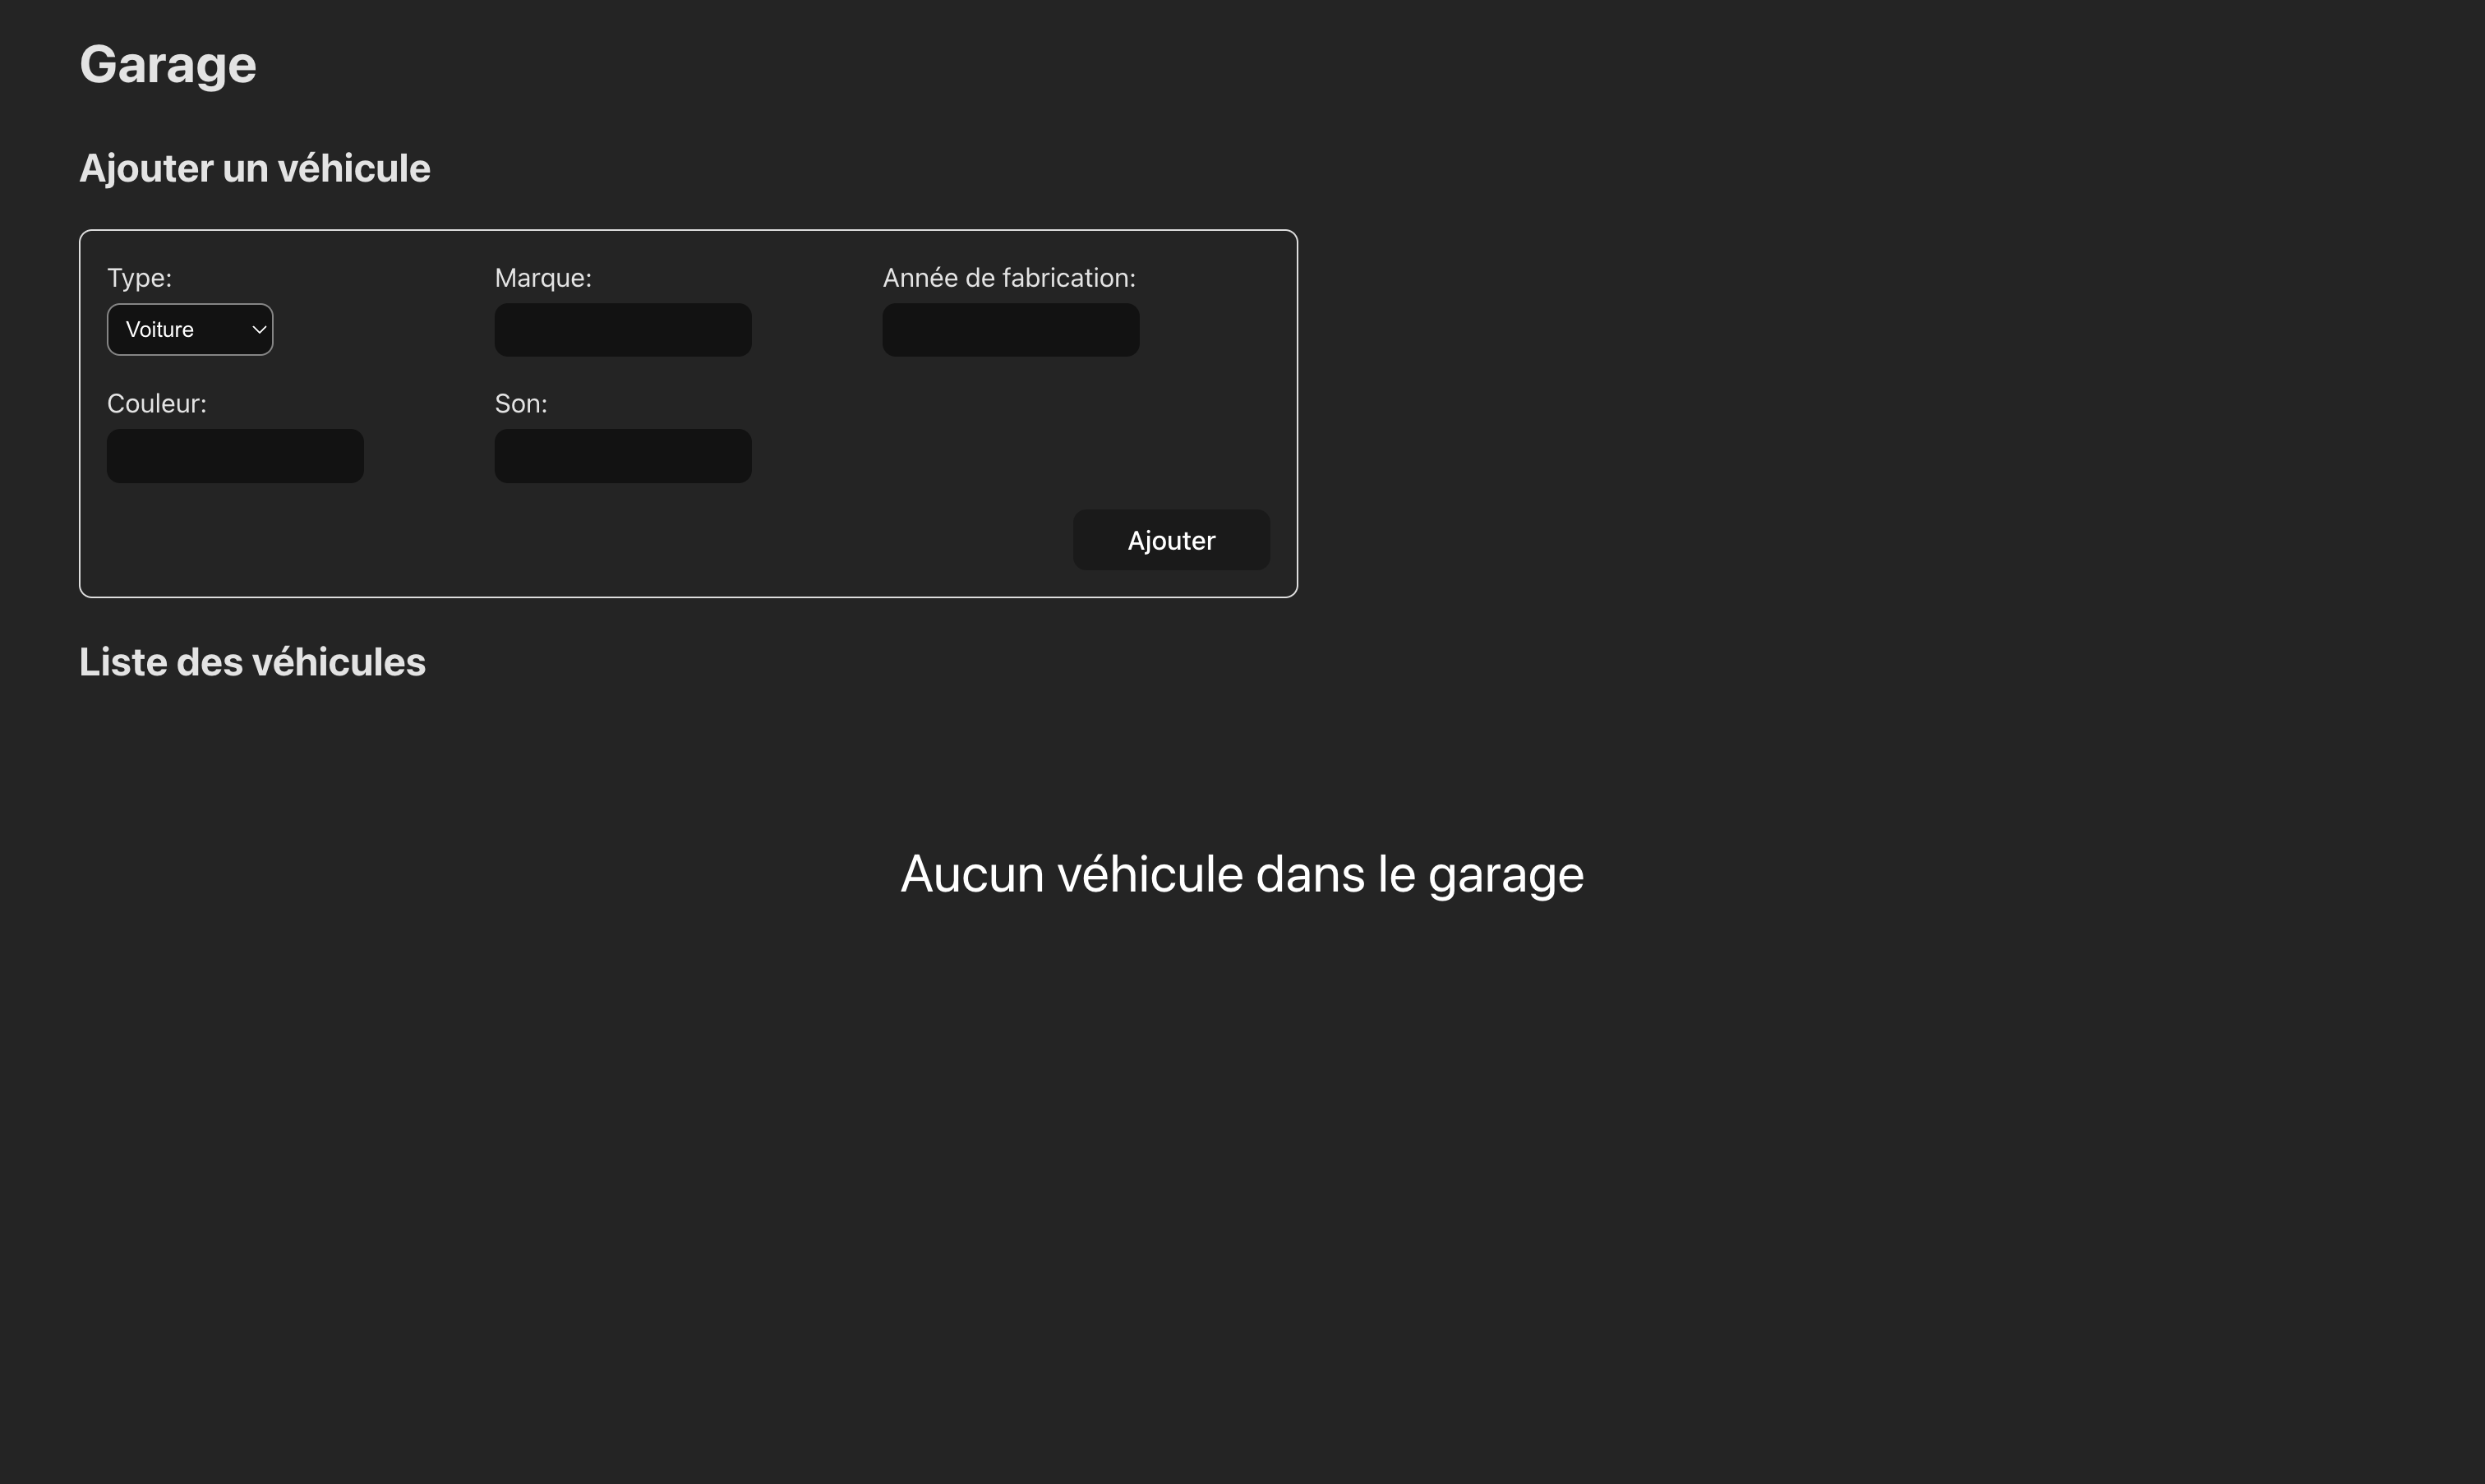 Garage
Ajouter un véhicule
Type: Marque: Année de fabrication:
Voiture
Couleur: Son:
Ajouter
Liste des véhicules
Aucun véhicule dans le garage